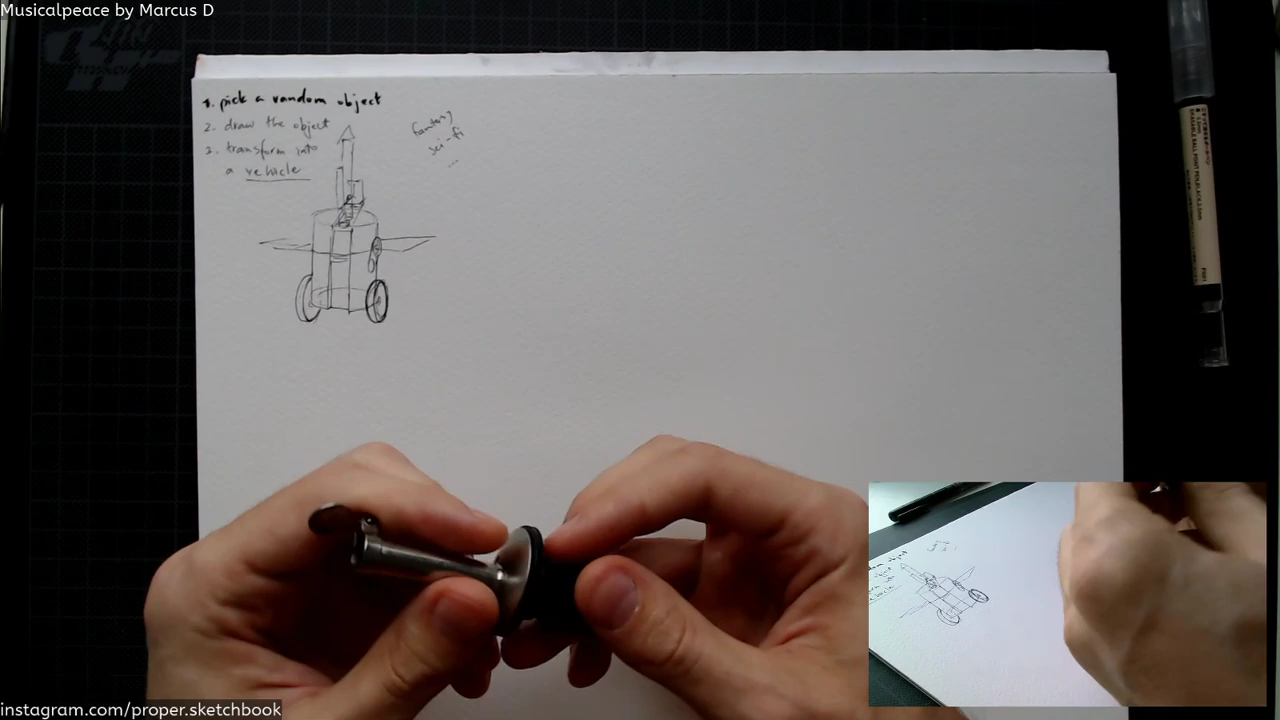 Musicalpeace by Marcus D
1. pick a random object
2. draw the object
3. transform into
a vehicle
fantasy
sci-fi
...
instagram.com/proper.sketchbook